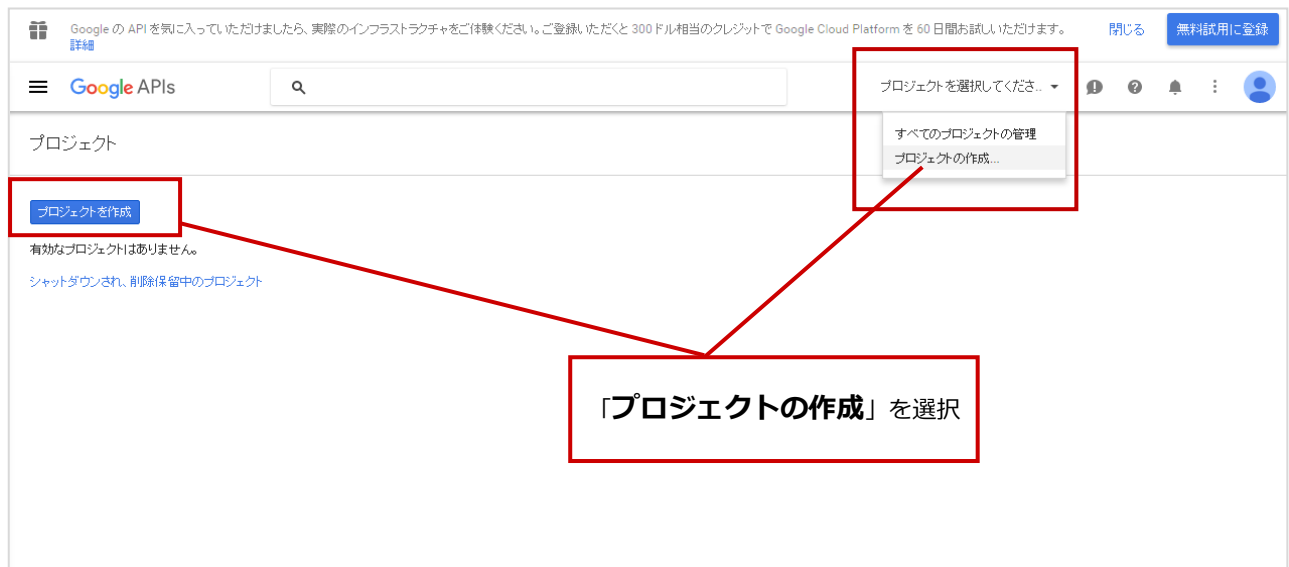 Google の API を気に入っていただけましたら、実際のインフラストラクチャをご体験ください。ご登録いただくと 300 ドル相当のクレジットで Google Cloud Platform を 60 日間お試しいただけます。
詳細
閉じる
無料試用に登録
Google APIs
プロジェクトを選択してくださ..
すべてのプロジェクトの管理
プロジェクトの作成...
プロジェクト
プロジェクトを作成
有効なプロジェクトはありません。
シャットダウンされ、削除保留中のプロジェクト
「プロジェクトの作成」を選択